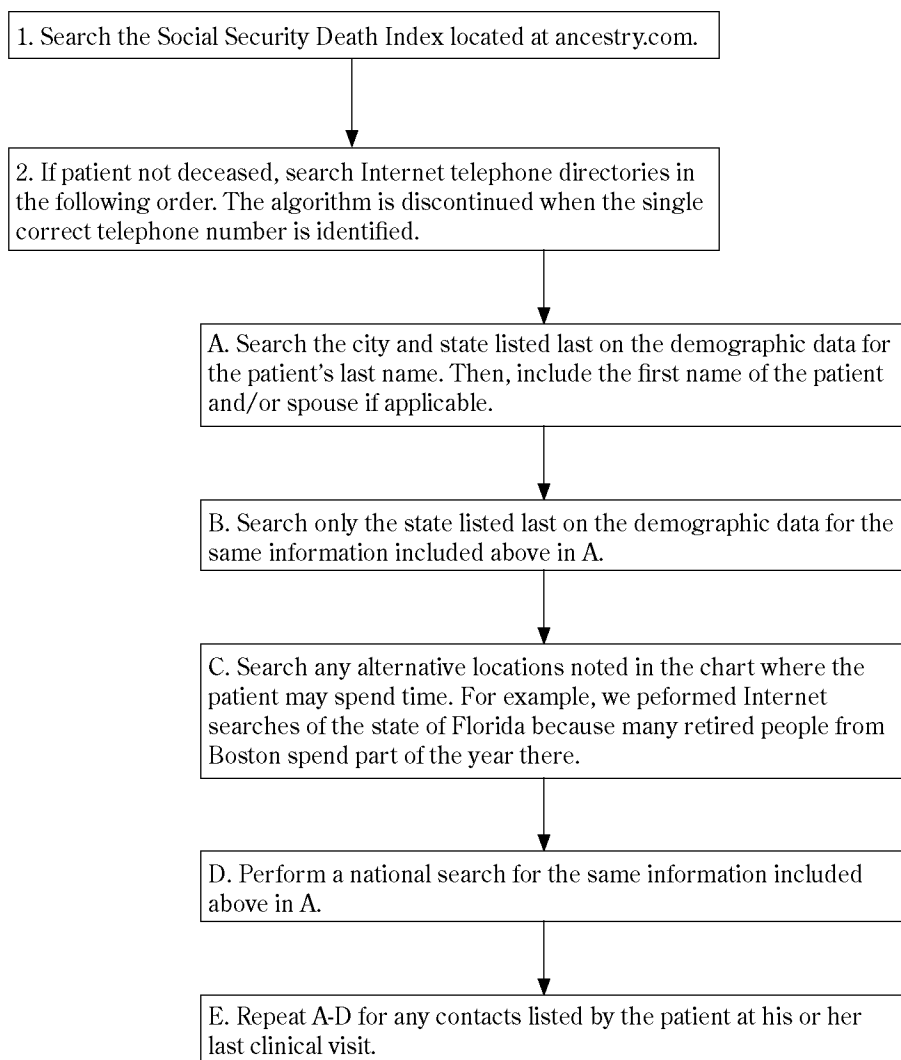 1. Search the Social Security Death Index located at ancestry.com.
2. If patient not deceased, search Internet telephone directories in
the following order. The algorithm is discontinued when the single
correct telephone number is identified.
A. Search the city and state listed last on the demographic data for
the patient's last name. Then, include the first name of the patient
and/or spouse if applicable.
B. Search only the state listed last on the demographic data for the
same information included above in A.
C. Search any alternative locations noted in the chart where the
patient may spend time. For example, we peformed Internet
searches of the state of Florida because many retired people from
Boston spend part of the year there.
D. Perform a national search for the same information included
above in A.
E. Repeat A-D for any contacts listed by the patient at his or her
last clinical visit.